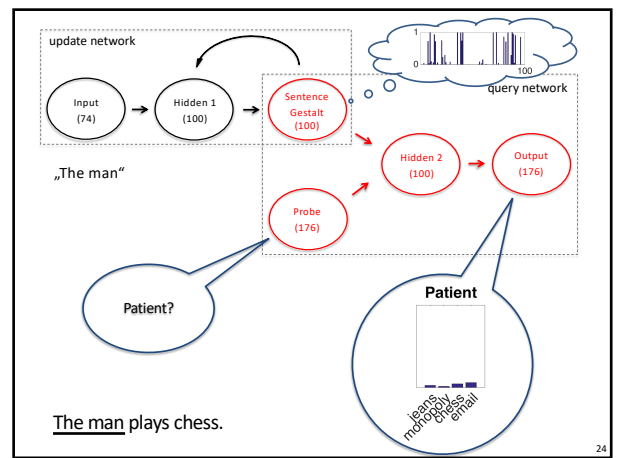 update network
1
0
100
query network
Input
(74)
Hidden 1
(100)
Sentence
Gestalt
(100)
Hidden 2
(100)
Output
(176)
„The man“
Probe
(176)
Patient?
Patient
jeans
monopoly
chess
email
The man plays chess.
24